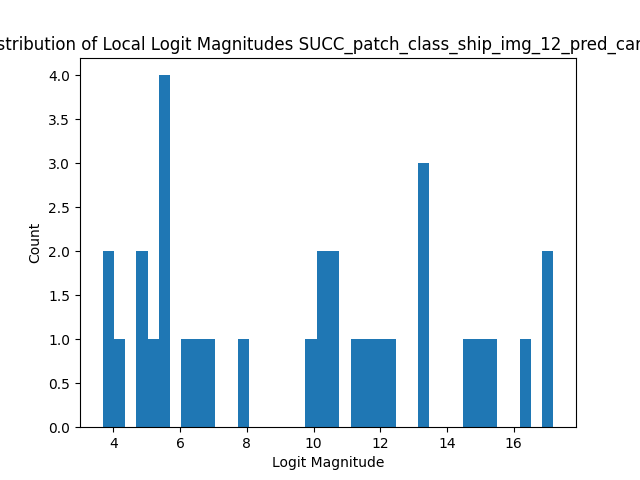 stribution of Local Logit Magnitudes SUCC_patch_class_ship_img_12_pred_car
4.0
3.5
3.0
2.5
2.0
1.5
1.0
0.5
0.0
Count
4 6 8 10 12 14 16
Logit Magnitude